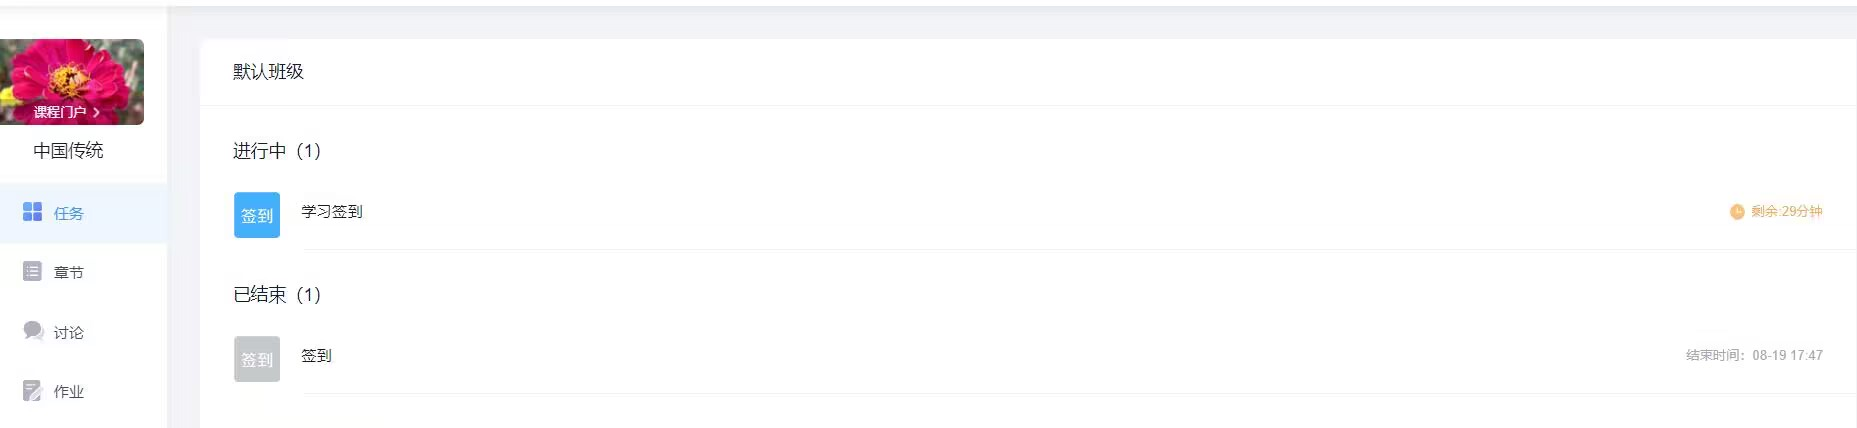 课程门户 >
中国传统
任务
章节
讨论
作业
默认班级
进行中（1）
签到 学习签到 剩余:29分钟
已结束（1）
签到 签到 结束时间：08-19 17:47